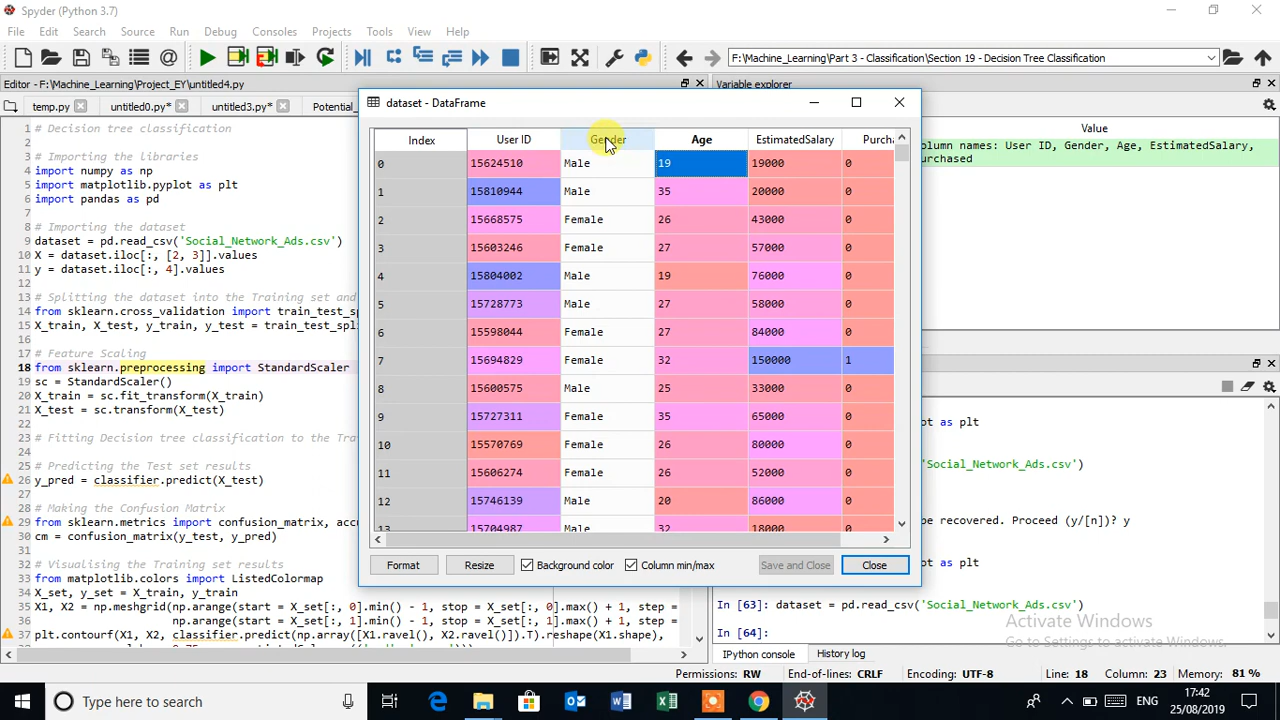 Spyder (Python 3.7)
File Edit Search Source Run Debug Consoles Projects Tools View Help
F:\Machine_Learning\Part 3 - Classification\Section 19 - Decision Tree Classification
Editor - F:\Machine_Learning\Project_EY\untitled4.py
Variable explorer
temp.py untitled0.py* untitled3.py* Potential_
1 # Decision tree classification
2
3 # Importing the libraries
4 import numpy as np
5 import matplotlib.pyplot as plt
6 import pandas as pd
7
8 # Importing the dataset
9 dataset = pd.read_csv('Social_Network_Ads.csv')
10 X = dataset.iloc[:, [2, 3]].values
11 y = dataset.iloc[:, 4].values
12
13 # Splitting the dataset into the Training set and
14 from sklearn.cross_validation import train_test_
15 X_train, X_test, y_train, y_test = train_test_spl
16
17 # Feature Scaling
18 from sklearn.preprocessing import StandardScaler
19 sc = StandardScaler()
20 X_train = sc.fit_transform(X_train)
21 X_test = sc.transform(X_test)
22
23 # Fitting Decision tree classification to the Tra
24
25 # Predicting the Test set results
26 y_pred = classifier.predict(X_test)
27
28 # Making the Confusion Matrix
29 from sklearn.metrics import confusion_matrix, acc
30 cm = confusion_matrix(y_test, y_pred)
31
32 # Visualising the Training set results
33 from matplotlib.colors import ListedColormap
34 X_set, y_set = X_train, y_train
35 X1, X2 = np.meshgrid(np.arange(start = X_set[:, 0].min() - 1, stop = X_set[:, 0].max() + 1, step =
36 np.arange(start = X_set[:, 1].min() - 1, stop = X_set[:, 1].max() + 1, step =
37 plt.contourf(X1, X2, classifier.predict(np.array([X1.ravel(), X2.ravel()]).T).reshape(X1.shape),
dataset - DataFrame
Index User ID Gender Age EstimatedSalary Purcha
0 15624510 Male 19 19000 0
1 15810944 Male 35 20000 0
2 15668575 Female 26 43000 0
3 15603246 Female 27 57000 0
4 15804002 Male 19 76000 0
5 15728773 Male 27 58000 0
6 15598044 Female 27 84000 0
7 15694829 Female 32 150000 1
8 15600575 Male 25 33000 0
9 15727311 Female 35 65000 0
10 15570769 Female 26 80000 0
11 15606274 Female 26 52000 0
12 15746139 Male 20 86000 0
13 15704987 Male 32 18000 0
Format Resize Background color Column min/max Save and Close Close
Value
olumn names: User ID, Gender, Age, EstimatedSalary,
urchased
ot as plt
Social_Network_Ads.csv')
be recovered. Proceed (y/[n])? y
ot as plt
Social_Network_Ads.csv')
In [63]: dataset = pd.read_csv('Social_Network_Ads.csv')
In [64]:
Activate Windows
Go to Settings to activate Windows.
IPython console History log
Permissions: RW End-of-lines: CRLF Encoding: UTF-8 Line: 18 Column: 23 Memory: 81 %
Type here to search
ENG
17:42
25/08/2019